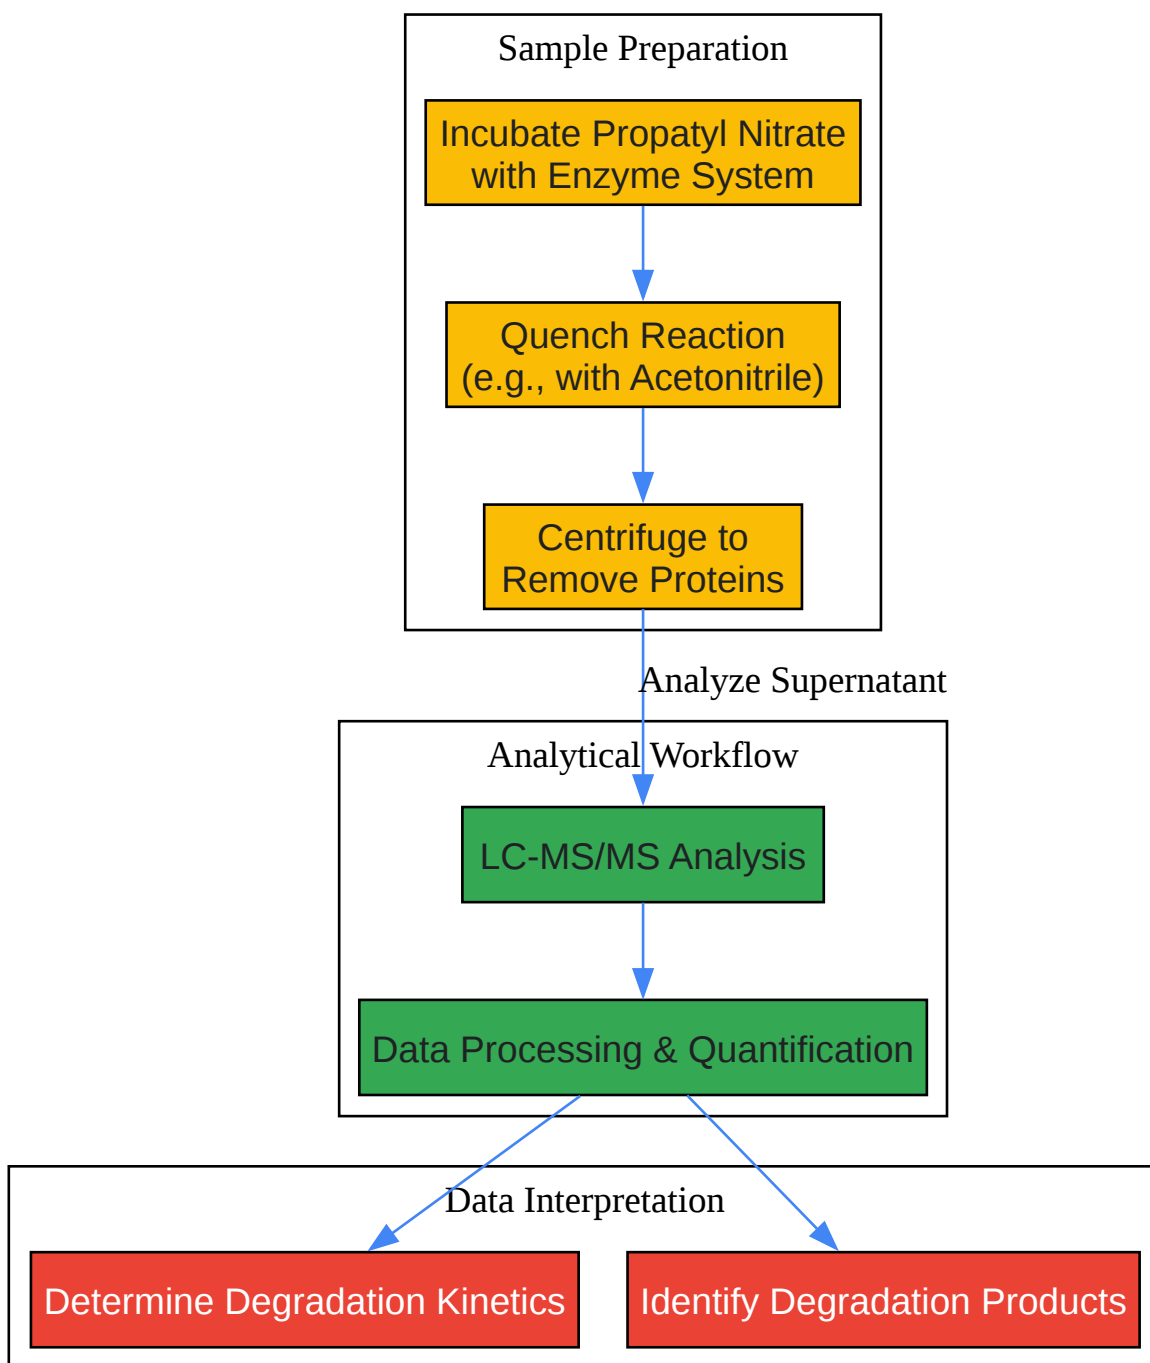 Sample Preparation
Incubate Propatyl Nitrate
with Enzyme System
Quench Reaction
(e.g., with Acetonitrile)
Centrifuge to
Remove Proteins
Analyze Supernatant
Analytical Workflow
LC-MS/MS Analysis
Data Processing & Quantification
Data Interpretation
Determine Degradation Kinetics
Identify Degradation Products